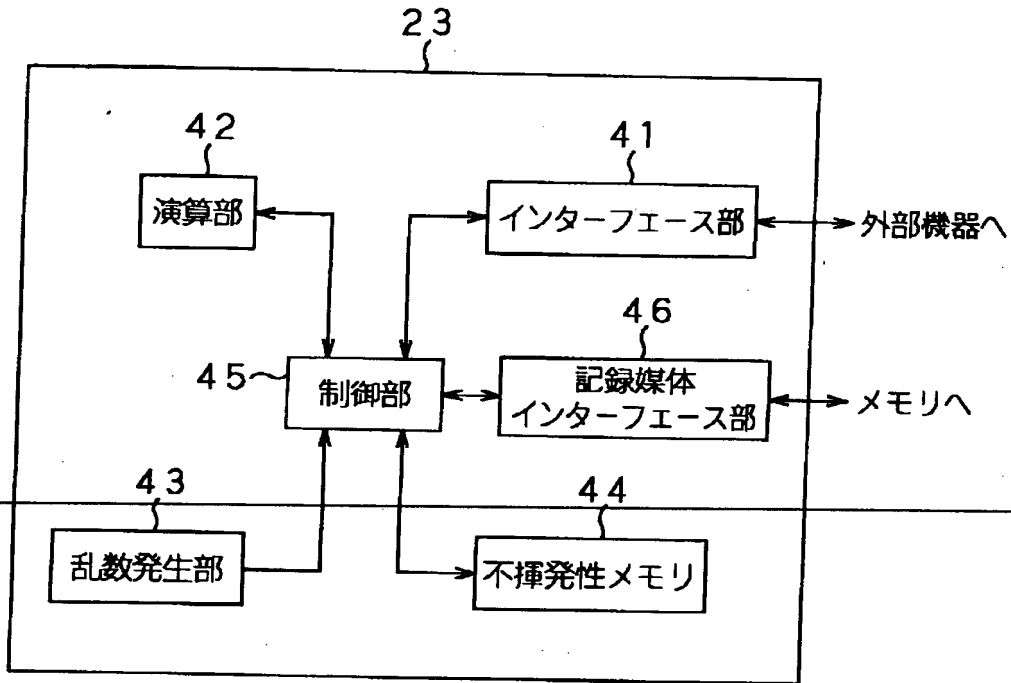 23
42
演算部
41
インターフェース部
外部機器へ
46
記録媒体
インターフェース部
メモリへ
45
制御部
43
乱数発生部
44
不揮発性メモリ